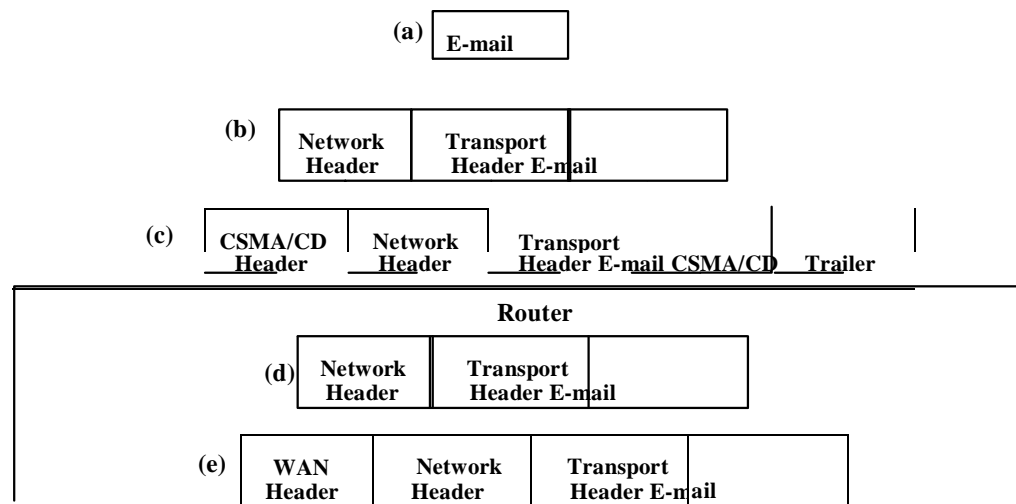 (a) E-mail
(b) Network Transport
Header Header E-mail
(c) CSMA/CD Network Transport
Header Header Header E-mail CSMA/CD Trailer
Router
(d) Network Transport
Header Header E-mail
(e) WAN Network Transport
Header Header Header E-mail